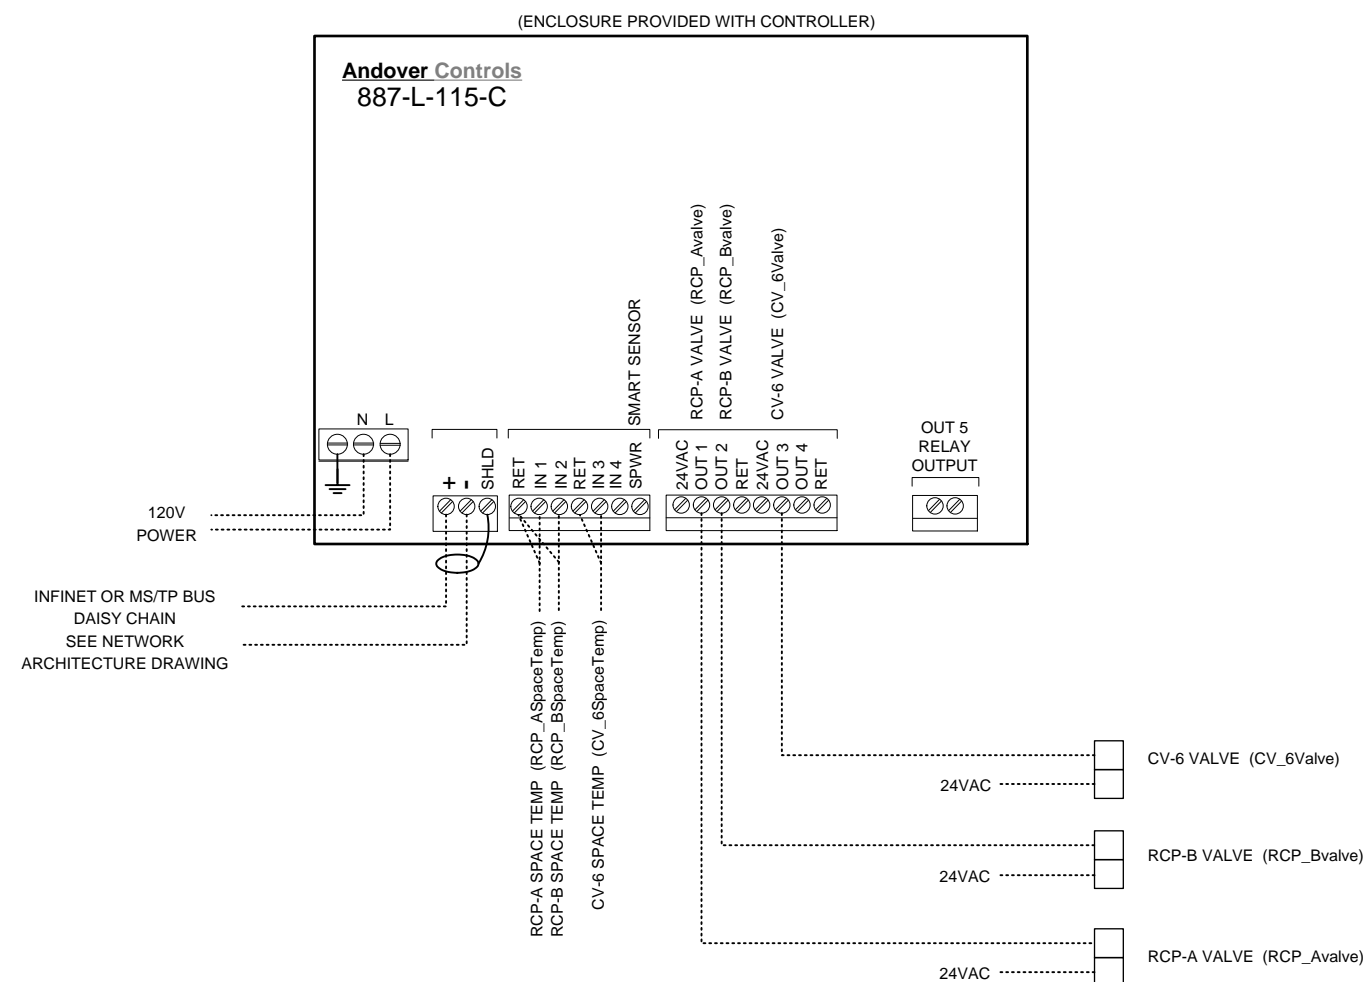 (ENCLOSURE PROVIDED WITH CONTROLLER)
Andover Controls
887-L-115-C
RCP-A VALVE (RCP_Avalve)
RCP-B VALVE (RCP_Bvalve)
CV-6 VALVE (CV_6Valve)
SMART SENSOR
N L
OUT 5
RELAY
OUTPUT
+
-
SHLD
RET
IN 1
IN 2
RET
IN 3
IN 4
SPWR
24VAC
OUT 1
OUT 2
RET
24VAC
OUT 3
OUT 4
RET
120V
POWER
INFINET OR MS/TP BUS
DAISY CHAIN
SEE NETWORK
ARCHITECTURE DRAWING
RCP-A SPACE TEMP (RCP_ASpaceTemp)
RCP-B SPACE TEMP (RCP_BSpaceTemp)
CV-6 SPACE TEMP (CV_6SpaceTemp)
CV-6 VALVE (CV_6Valve)
24VAC
RCP-B VALVE (RCP_Bvalve)
24VAC
RCP-A VALVE (RCP_Avalve)
24VAC